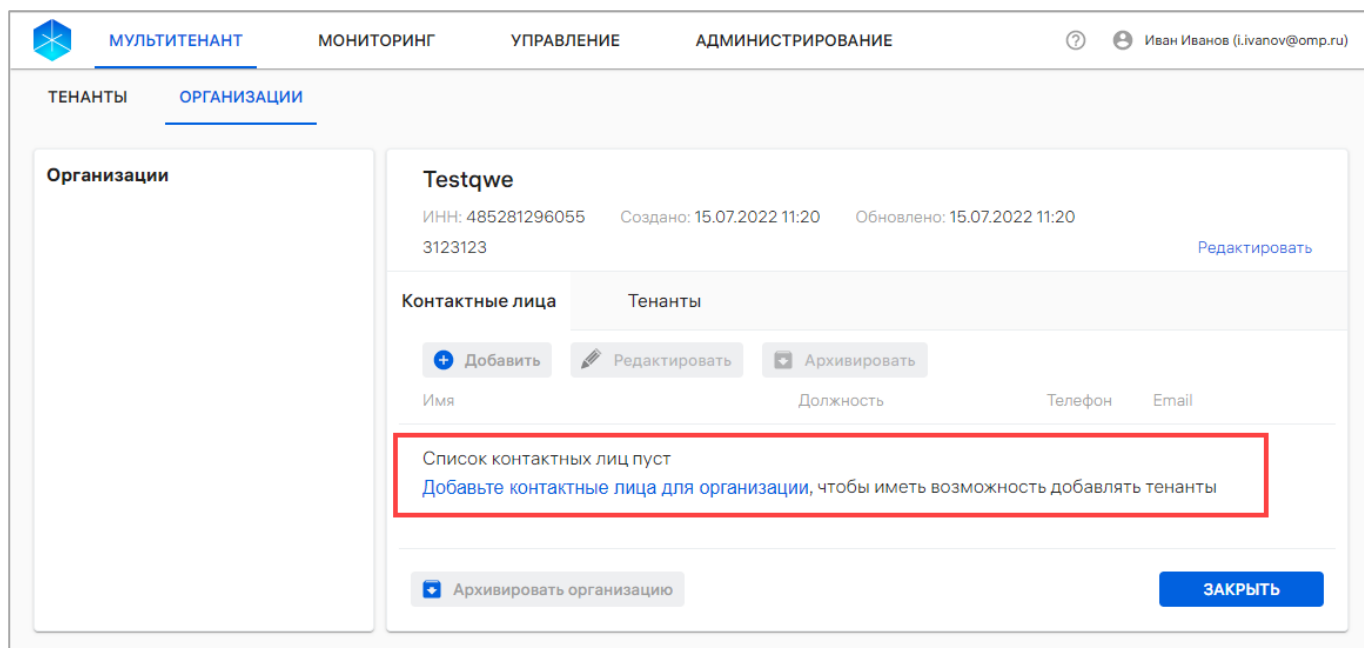 МУЛЬТИТЕНАНТ МОНИТОРИНГ УПРАВЛЕНИЕ АДМИНИСТРИРОВАНИЕ ? Иван Иванов (i.ivanov@omp.ru)
ТЕНАНТЫ ОРГАНИЗАЦИИ
Организации
Testqwe
ИНН: 485281296055 Создано: 15.07.2022 11:20 Обновлено: 15.07.2022 11:20
3123123 Редактировать
Контактные лица Тенанты
Добавить Редактировать Архивировать
Имя Должность Телефон Email
Список контактных лиц пуст
Добавьте контактные лица для организации, чтобы иметь возможность добавлять тенанты
Архивировать организацию ЗАКРЫТЬ